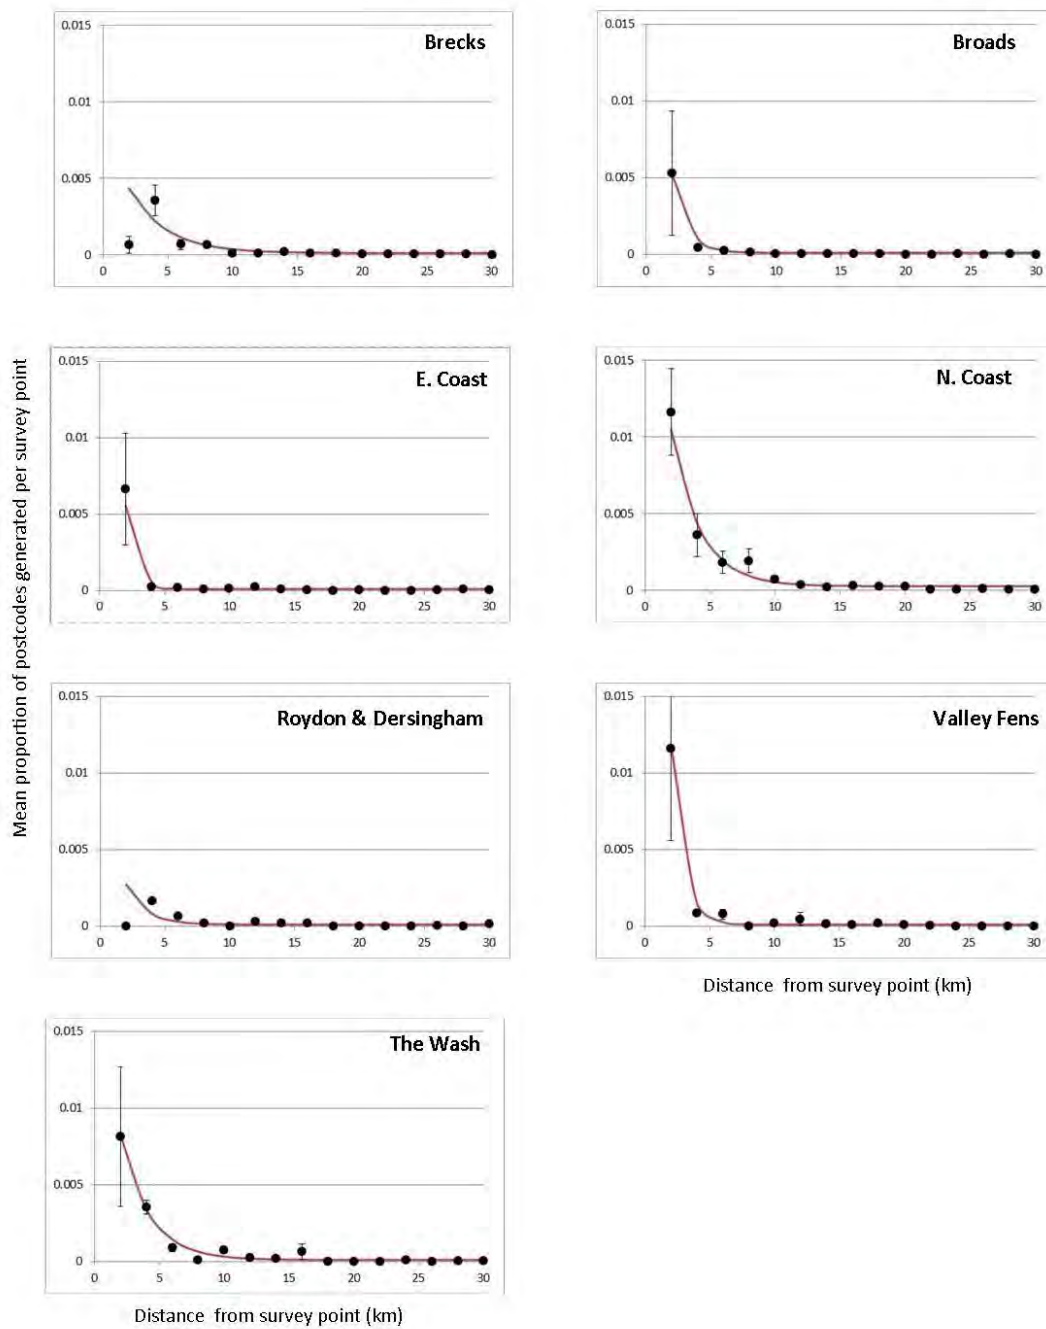 Mean proportion of postcodes generated per survey point
Brecks
0.015
0.01
0.005
0
0 5 10 15 20 25 30
Broads
0.015
0.01
0.005
0
0 5 10 15 20 25 30
E. Coast
0.015
0.01
0.005
0
0 5 10 15 20 25 30
N. Coast
0.015
0.01
0.005
0
0 5 10 15 20 25 30
Roydon & Dersingham
0.015
0.01
0.005
0
0 5 10 15 20 25 30
Valley Fens
0.015
0.01
0.005
0
0 5 10 15 20 25 30
Distance from survey point (km)
The Wash
0.015
0.01
0.005
0
0 5 10 15 20 25 30
Distance from survey point (km)